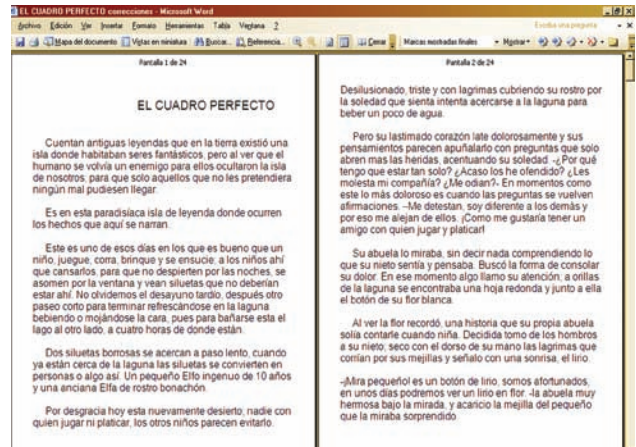 EL CUADRO PERFECTO correcciones - Microsoft Word
Archivo Edición Ver Insertar Formato Herramientas Tabla Ventana ?
Escriba una pregunta
Mapa del documento Vistas en miniatura Buscar... Referencia... Cerrar Marcas mostradas finales Mostrar
Pantalla 1 de 24
EL CUADRO PERFECTO
Cuentan antiguas leyendas que en la tierra existió una
isla donde habitaban seres fantásticos, pero al ver que el
humano se volvía un enemigo para ellos ocultaron la isla
de nosotros, para que solo aquellos que no les pretendiera
ningún mal pudiesen llegar.
Es en esta paradisíaca isla de leyenda donde ocurren
los hechos que aquí se narran.
Este es uno de esos días en los que es bueno que un
niño, juegue, corra, brinque y se ensucie; a los niños ahí
que cansarlos, para que no despierten por las noches, se
asomen por la ventana y vean siluetas que no deberían
estar ahí. No olvidemos el desayuno tardío, después otro
paseo corto para terminar refrescándose en la laguna
bebiendo o mojándose la cara, pues para bañarse esta el
lago al otro lado, a cuatro horas de donde están.
Dos siluetas borrosas se acercan a paso lento, cuando
ya están cerca de la laguna las siluetas se convierten en
personas o algo así. Un pequeño Elfo ingenuo de 10 años
y una anciana Elfa de rostro bonachón.
Por desgracia hoy esta nuevamente desierto, nadie con
quien jugar ni platicar, los otros niños parecen evitarlo.
Pantalla 2 de 24
Desilusionado, triste y con lagrimas cubriendo su rostro por
la soledad que sienta intenta acercarse a la laguna para
beber un poco de agua.
Pero su lastimado corazón late dolorosamente y sus
pensamientos parecen apuñalarlo con preguntas que solo
abren mas las heridas, acentuando su soledad. -¿Por qué
tengo que estar tan solo? ¿Acaso los he ofendido? ¿Les
molesta mi compañía? ¿Me odian?- En momentos como
este lo más doloroso es cuando las preguntas se vuelven
afirmaciones. –Me detestan, soy diferente a los demás y
por eso me alejan de ellos. ¡Como me gustaría tener un
amigo con quien jugar y platicar!
Su abuela lo miraba, sin decir nada comprendiendo lo
que su nieto sentía y pensaba. Buscó la forma de consolar
su dolor. En ese momento algo llamo su atención; a orillas
de la laguna se encontraba una hoja redonda y junto a ella
el botón de su flor blanca.
Al ver la flor recordó, una historia que su propia abuela
solía contarle cuando niña. Decidida tomo de los hombros
a su nieto, seco con el dorso de su mano las lagrimas que
corrían por sus mejillas y señalo con una sonrisa, el lirio.
-¡Mira pequeño! es un botón de lirio, somos afortunados,
en unos días podremos ver un lirio en flor. -la abuela muy
hermosa bajo la mirada, y acaricio la mejilla del pequeño
que la miraba sorprendido.